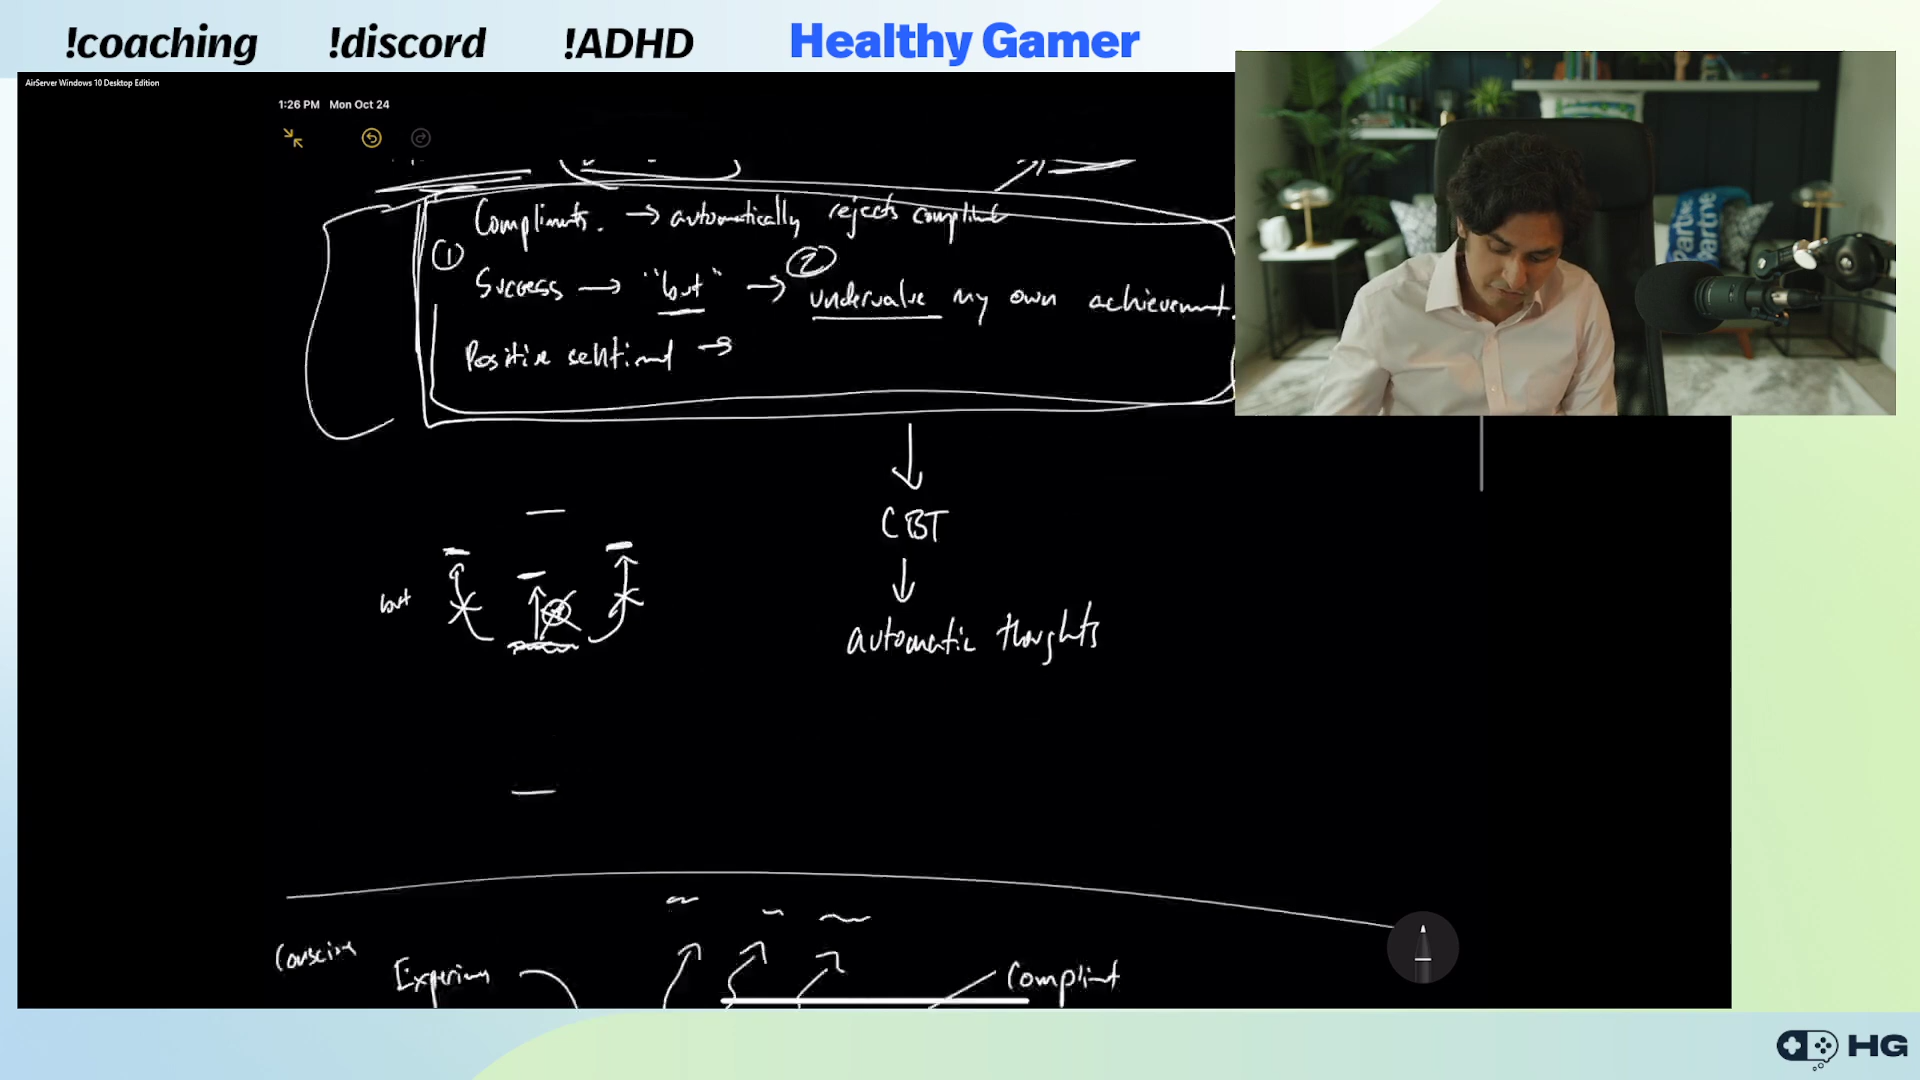 !coaching !discord !ADHD Healthy Gamer
AirServer Windows 10 Desktop Edition
1:26 PM Mon Oct 24
Compliments. → automatically rejects compliment
①
Success → "but" → ② undervalue my own achievement.
Positive sentiment →
CBT
but
automatic thoughts
Conscious
Experience
Compliment
Partner
HG